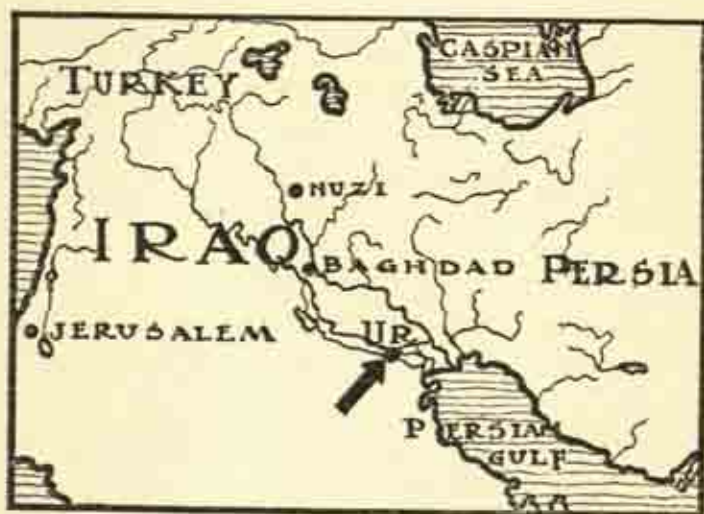 CASPIAN
SEA
TURKEY
NUZI
IRAQ
BAGHDAD
PERSIA
JERUSALEM
UR
PERSIAN
GULF